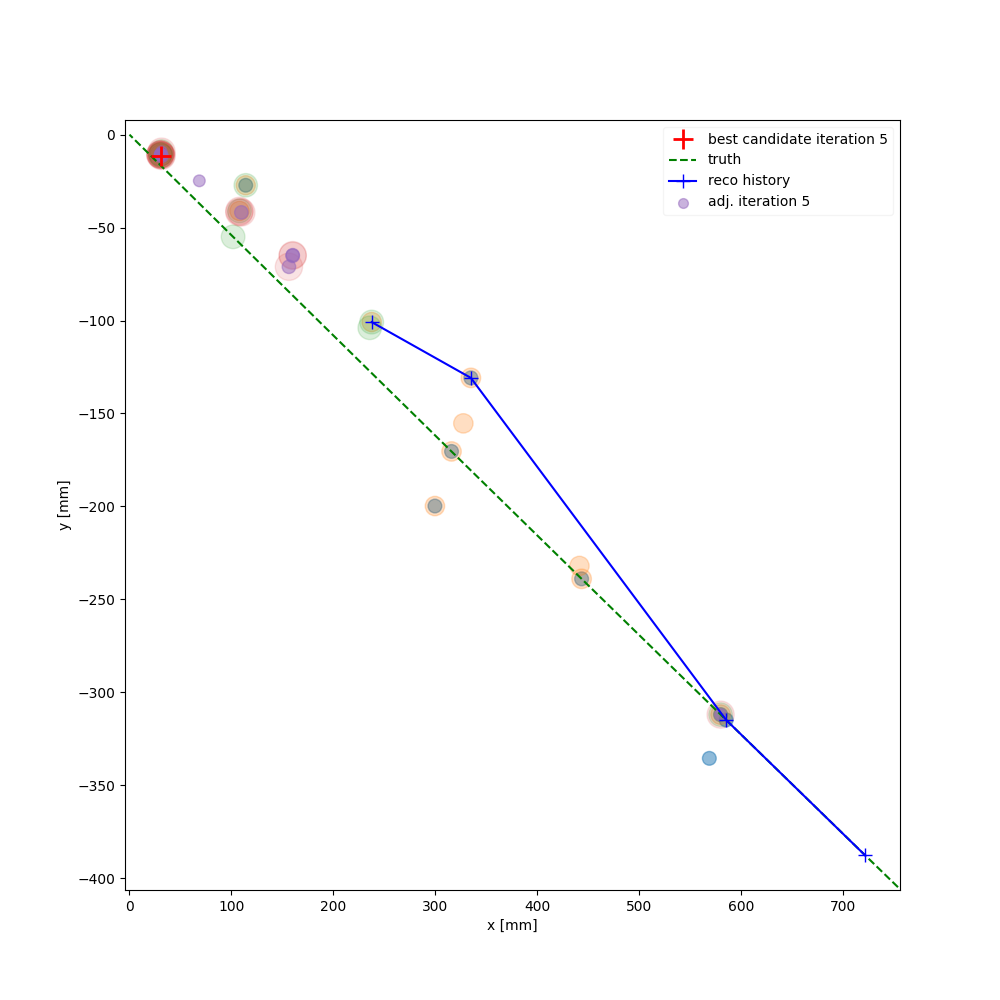 best candidate iteration 5
truth
reco history
adj. iteration 5
0
−50
−100
−150
−200
−250
−300
−350
−400
y [mm]
0 100 200 300 400 500 600 700
x [mm]